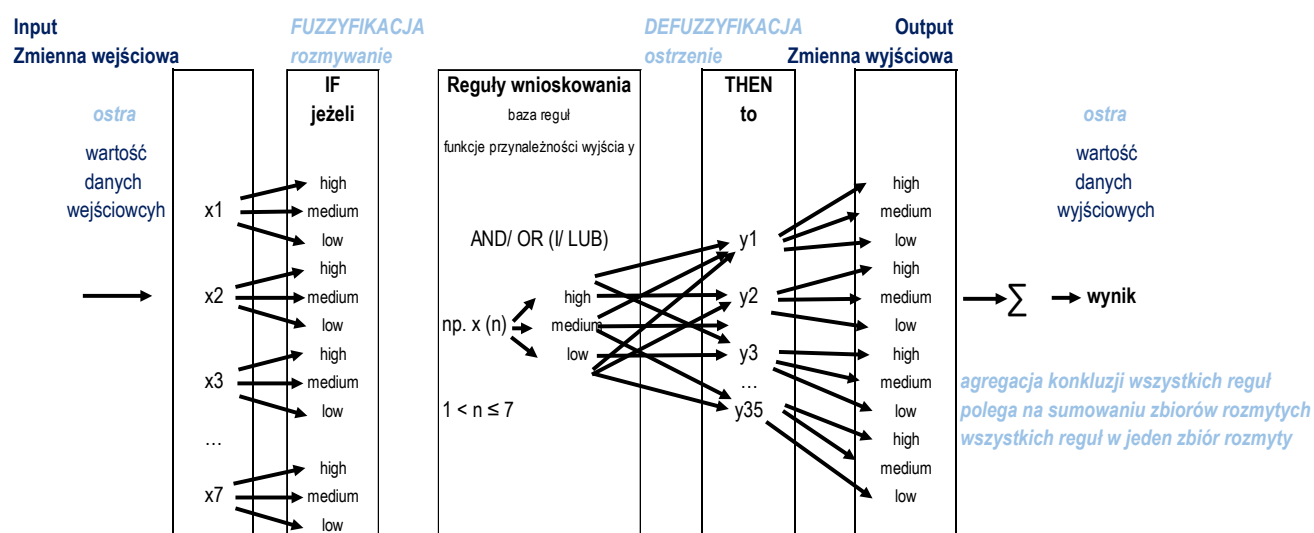 Input
Zmienna wejściowa
FUZZYFIKACJA
rozmywanie
DEFUZZYFIKACJA
ostrzenie
Output
Zmienna wyjściowa
ostra
wartość
danych
wejściowcyh
x1
x2
x3
…
x7
IF
jeżeli
high
medium
low
high
medium
low
high
medium
low
high
medium
low
Reguły wnioskowania
baza reguł
funkcje przynależności wyjścia y
AND/ OR (I/ LUB)
np. x (n)
high
medium
low
1 < n ≤ 7
THEN
to
y1
y2
y3
…
y35
high
medium
low
high
medium
low
high
medium
low
high
medium
low
ostra
wartość
danych
wyjściowych
∑
wynik
agregacja konkluzji wszystkich reguł
polega na sumowaniu zbiorów rozmytych
wszystkich reguł w jeden zbiór rozmyty